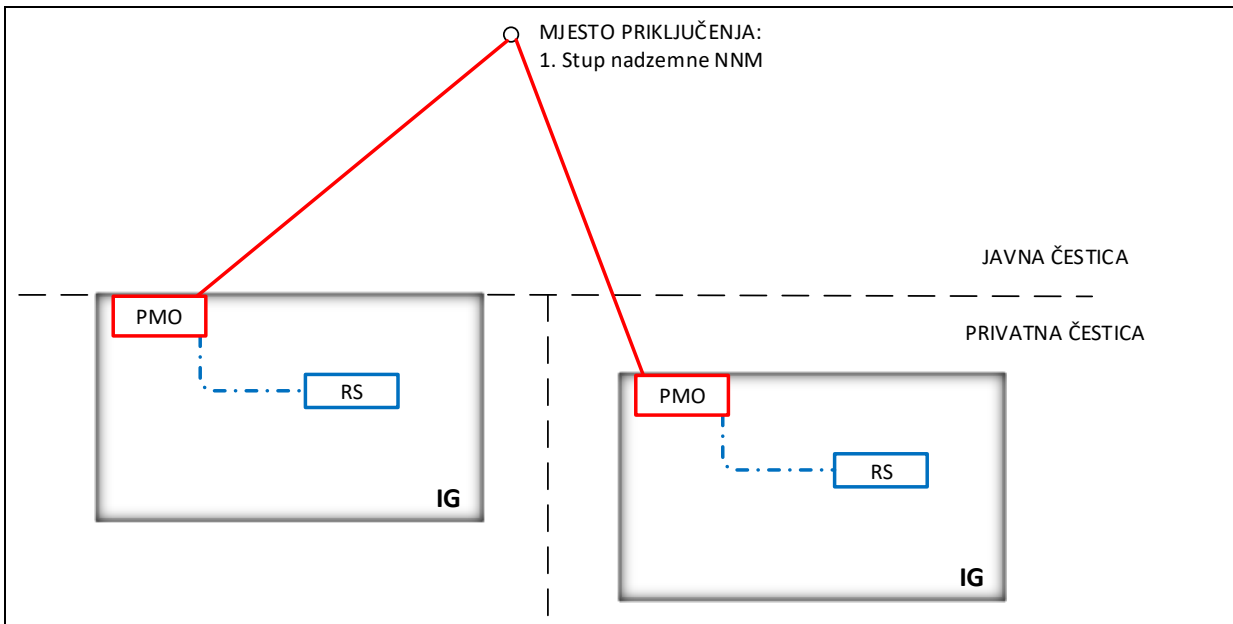 MJESTO PRIKLJUČENJA:
1. Stup nadzemne NNM
JAVNA ČESTICA
PRIVATNA ČESTICA
PMO
RS
IG
PMO
RS
IG